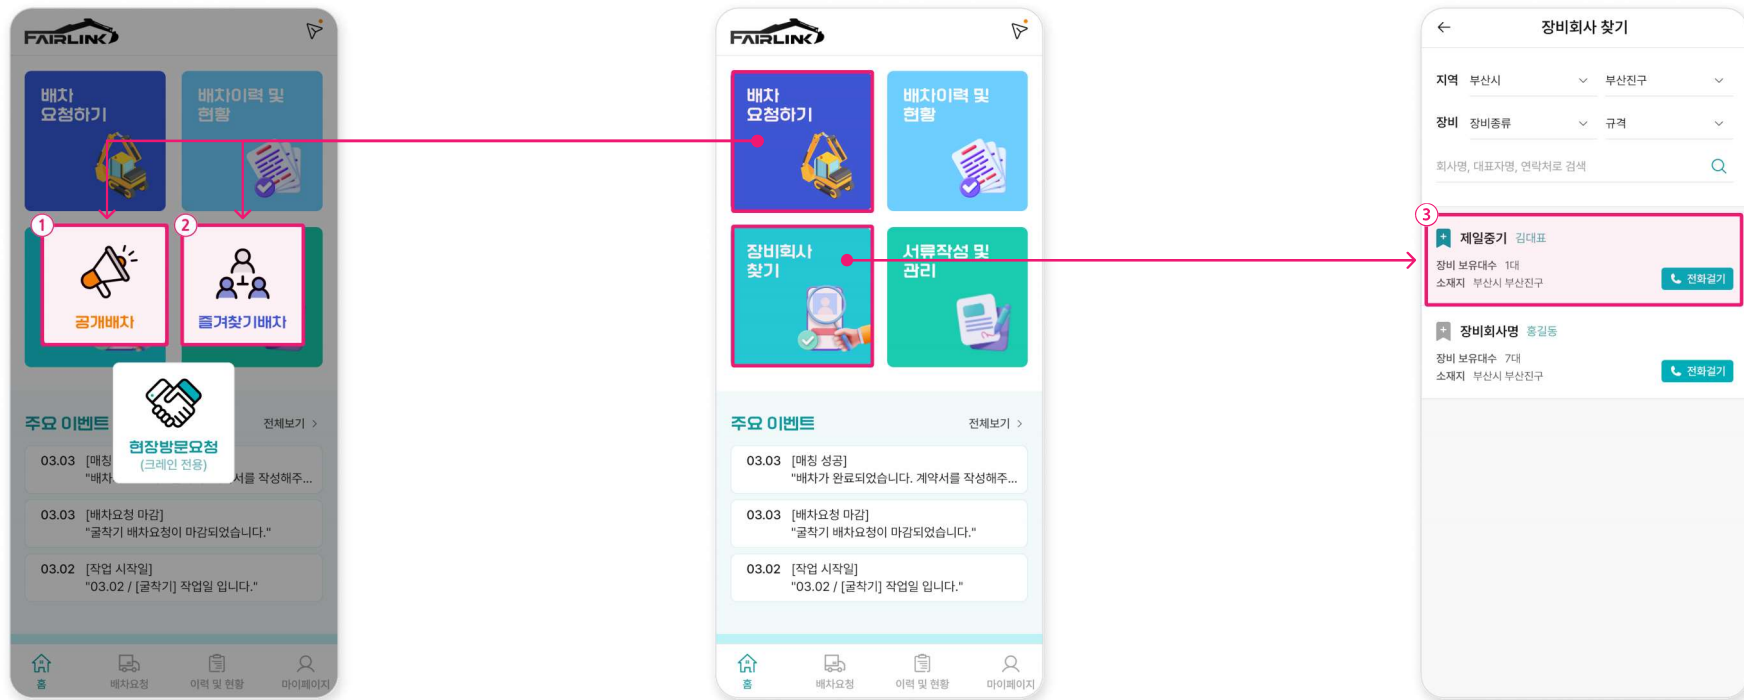 FAIRLINK
배차
요청하기
배차이력 및
현황
1
2
공개배차
즐겨찾기배차
현장방문요청
(크레인 전용)
주요 이벤트
전체보기 >
03.03 [매칭
"배차 서를 작성해주...
03.03 [배차요청 마감]
"굴착기 배차요청이 마감되었습니다."
03.02 [작업 시작일]
"03.02 / [굴착기] 작업일 입니다."
홈 배차요청 이력 및 현황 마이페이지
FAIRLINK
배차
요청하기
배차이력 및
현황
장비회사
찾기
서류작성 및
관리
주요 이벤트
전체보기 >
03.03 [매칭 성공]
"배차가 완료되었습니다. 계약서를 작성해주...
03.03 [배차요청 마감]
"굴착기 배차요청이 마감되었습니다."
03.02 [작업 시작일]
"03.02 / [굴착기] 작업일 입니다."
홈 배차요청 이력 및 현황 마이페이지
장비회사 찾기
지역 부산시 부산진구
장비 장비종류 규격
회사명, 대표자명, 연락처로 검색
3
제일중기 김대표
장비 보유대수 1대
소재지 부산시 부산진구
전화걸기
장비회사명 홍길동
장비 보유대수 7대
소재지 부산시 부산진구
전화걸기